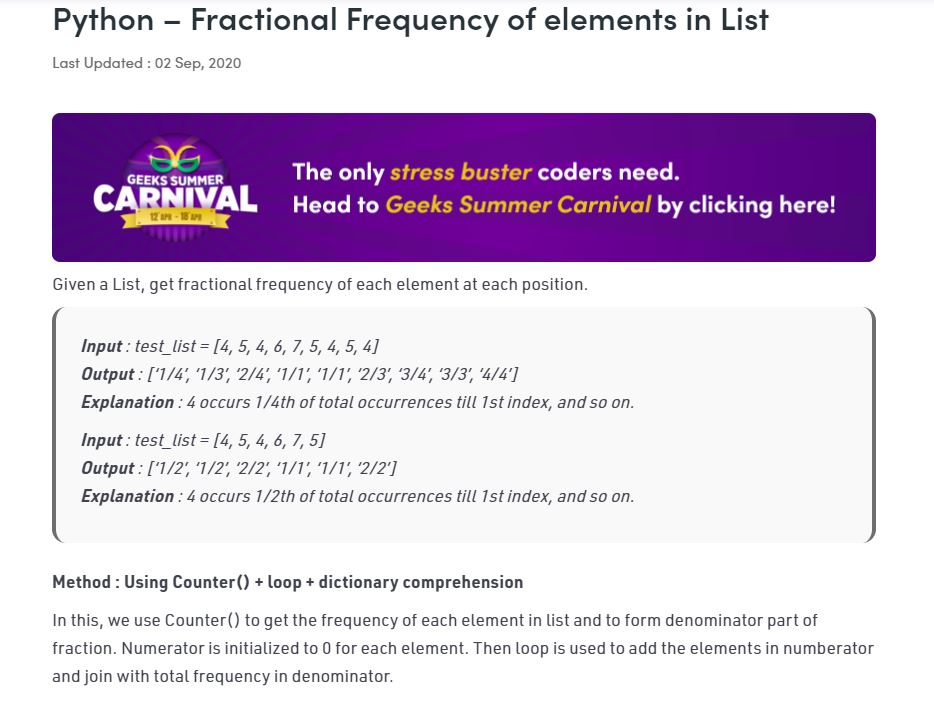 Python – Fractional Frequency of elements in List
Last Updated : 02 Sep, 2020
GEEKS SUMMER
CARNIVAL
12 APR - 18 APR
The only stress buster coders need.
Head to Geeks Summer Carnival by clicking here!
Given a List, get fractional frequency of each element at each position.
Input : test_list = [4, 5, 4, 6, 7, 5, 4, 5, 4]
Output : ['1/4', '1/3', '2/4', '1/1', '1/1', '2/3', '3/4', '3/3', '4/4']
Explanation : 4 occurs 1/4th of total occurrences till 1st index, and so on.
Input : test_list = [4, 5, 4, 6, 7, 5]
Output : ['1/2', '1/2', '2/2', '1/1', '1/1', '2/2']
Explanation : 4 occurs 1/2th of total occurrences till 1st index, and so on.
Method : Using Counter() + loop + dictionary comprehension
In this, we use Counter() to get the frequency of each element in list and to form denominator part of
fraction. Numerator is initialized to 0 for each element. Then loop is used to add the elements in numberator
and join with total frequency in denominator.